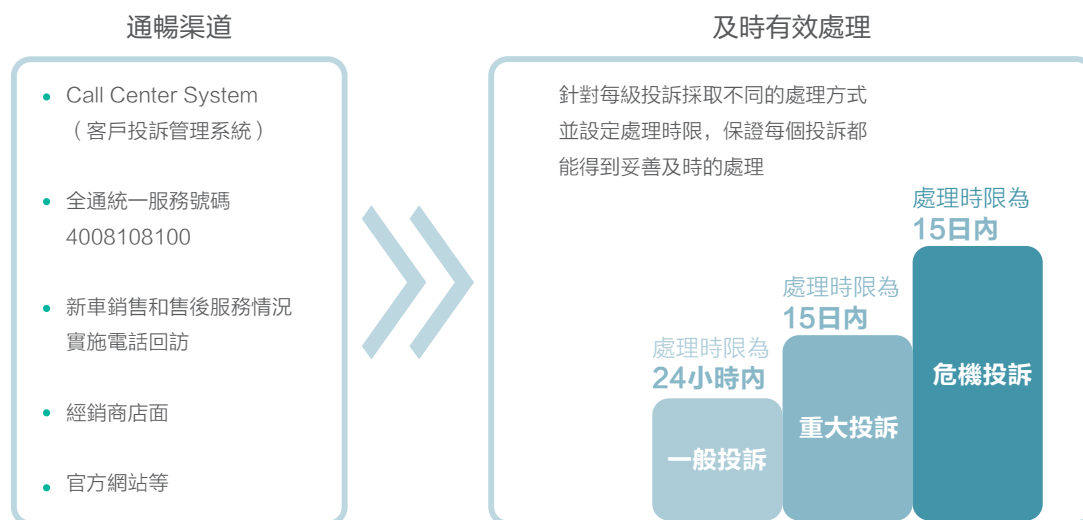 通暢渠道
Call Center System
（客戶投訴管理系統）
全通統一服務號碼
4008108100
新車銷售和售後服務情況
實施電話回訪
經銷商店面
官方網站等
及時有效處理
針對每級投訴採取不同的處理方式
並設定處理時限，保證每個投訴都
能得到妥善及時的處理
處理時限為
24小時內
一般投訴
處理時限為
15日內
重大投訴
處理時限為
15日內
危機投訴